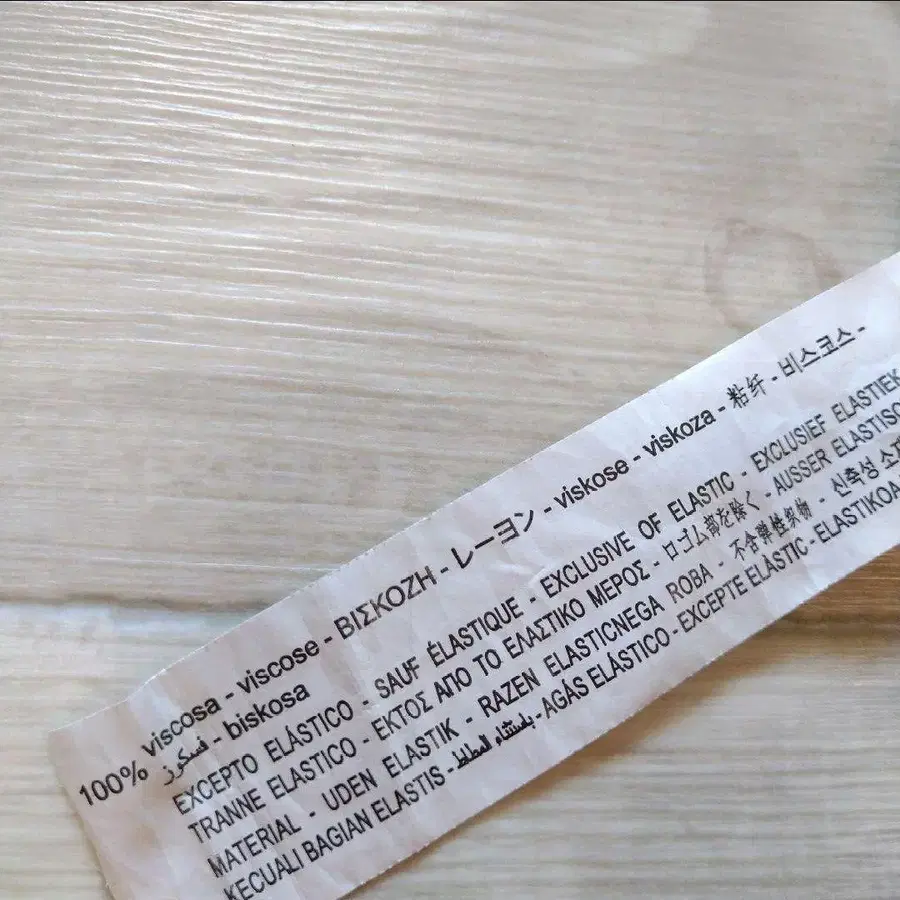 100% viscosa - viscose - ΒΙΣΚΟΖΗ - レーヨン - viskose - viskoza - 粘纤 - 비스코스 -
فسكوز - biskosa
EXCEPTO ELÁSTICO - SAUF ÉLASTIQUE - EXCLUSIVE OF ELASTIC - EXCLUSIEF ELASTIEK
TRANNE ELASTICO - ΕΚΤΟΣ ΑΠΟ ΤΟ ΕΛΑΣΤΙΚΟ ΜΕΡΟΣ - 口ゴム部を除く - AUSSER ELASTISC
MATERIAL - UDEN ELASTIK - RAZEN ELASTICNEGA ROBA - 不含弹性织物 - 신축성 소재
KECUALI BAGIAN ELASTIS - باستثناء المطاط - AGÁS ELÁSTICO - EXCEPTE ELÀSTIC - ELASTIKOA